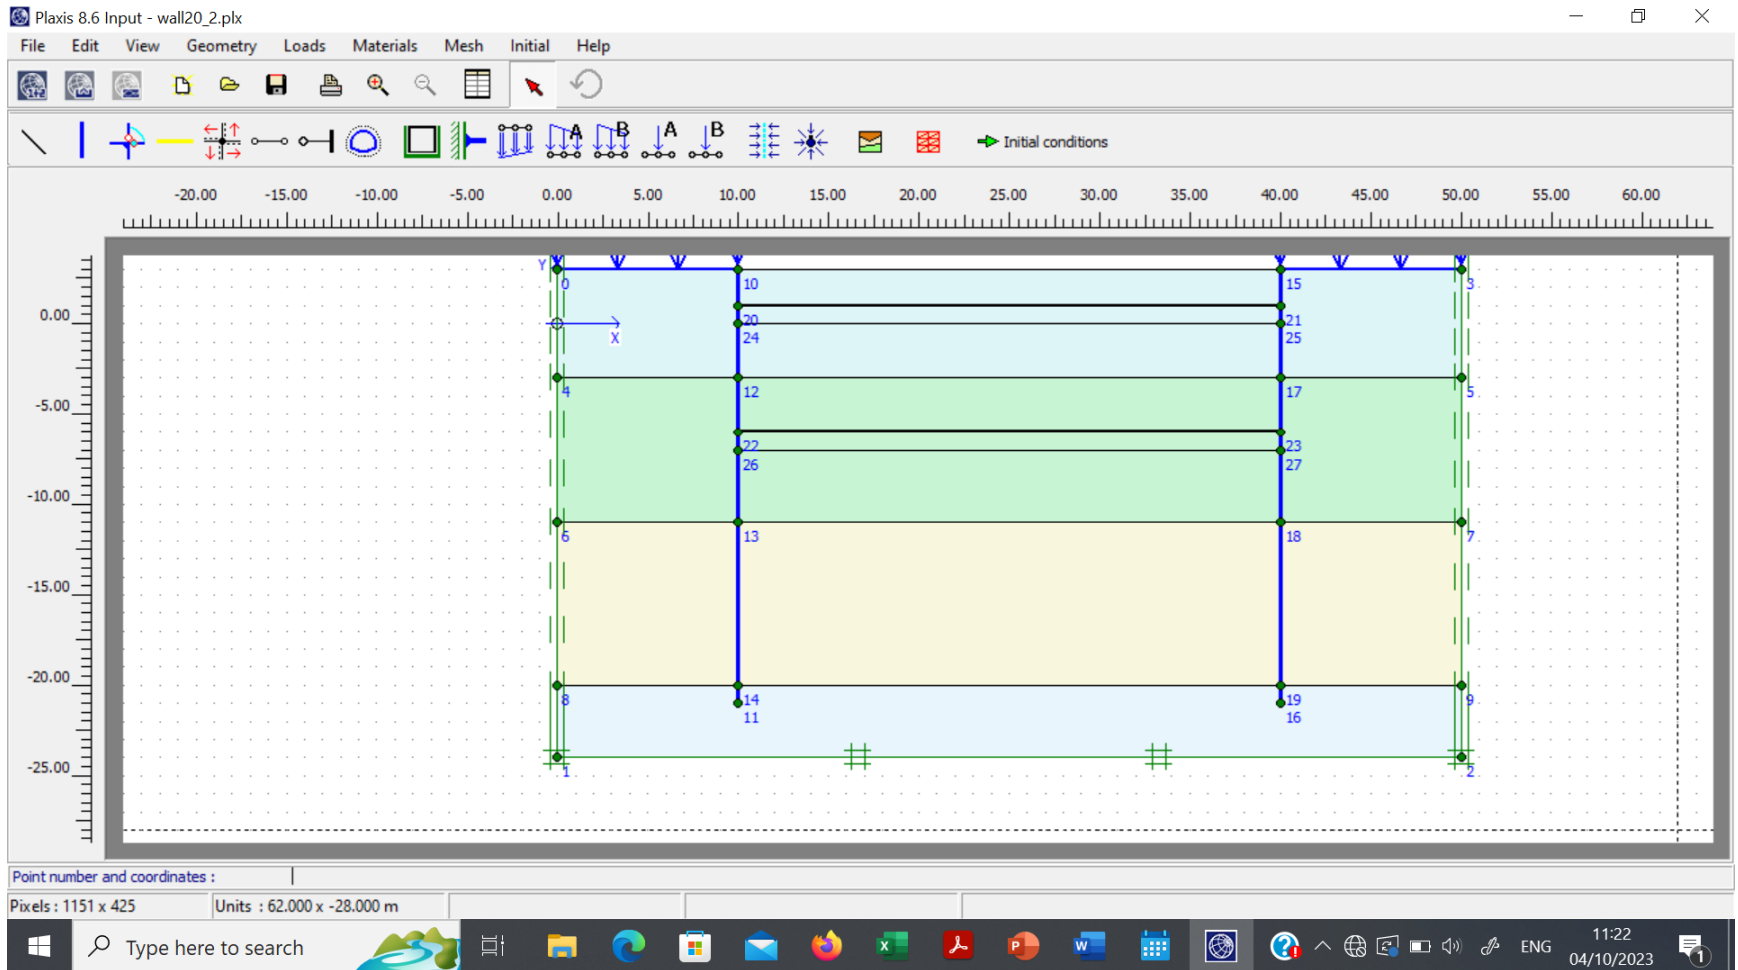 Plaxis 8.6 Input - wall20_2.plx
File Edit View Geometry Loads Materials Mesh Initial Help
A B A B Initial conditions
-20.00 -15.00 -10.00 -5.00 0.00 5.00 10.00 15.00 20.00 25.00 30.00 35.00 40.00 45.00 50.00 55.00 60.00
Y
0 10 15 3
0.00
X
20 21
24 25
4 12 17 5
-5.00
22 23
26 27
-10.00
6 13 18 7
-15.00
-20.00
8 14 19 9
11 16
-25.00
1 2
Point number and coordinates :
Pixels : 1151 x 425 Units : 62.000 x -28.000 m
Type here to search
ENG
11:22
04/10/2023
1